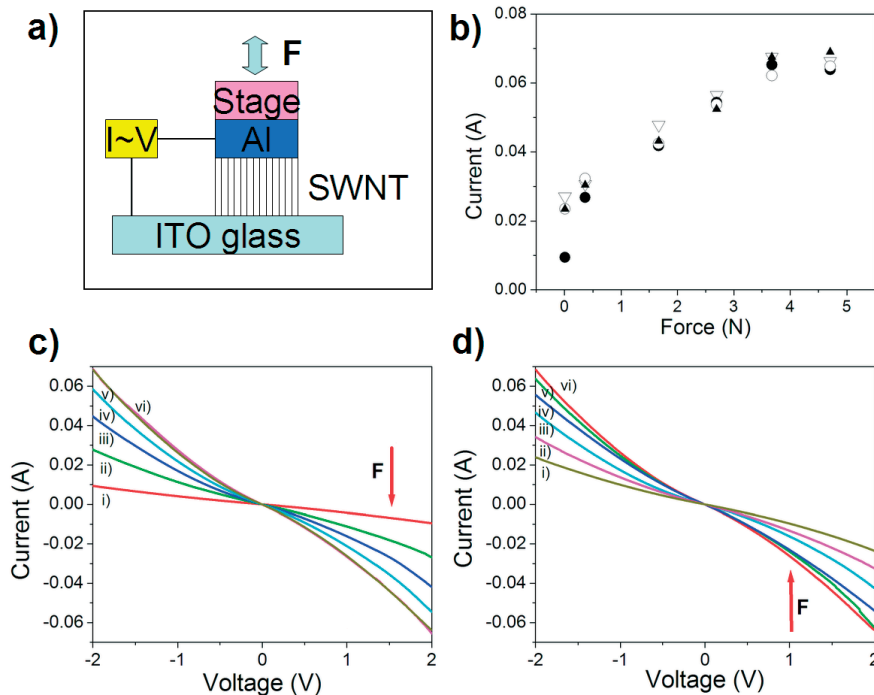 a)
F
Stage
Al
I~V
SWNT
ITO glass
b)
0.08
0.06
0.04
0.02
0.00
Current (A)
0 1 2 3 4 5
Force (N)
c)
0.06
0.04
0.02
0.00
-0.02
-0.04
-0.06
Current (A)
v)
vi)
iv)
iii)
ii)
i)
F
-2 -1 0 1 2
Voltage (V)
d)
0.06
0.04
0.02
0.00
-0.02
-0.04
-0.06
Current (A)
v) vi)
iv)
iii)
ii)
i)
F
-2 -1 0 1 2
Voltage (V)